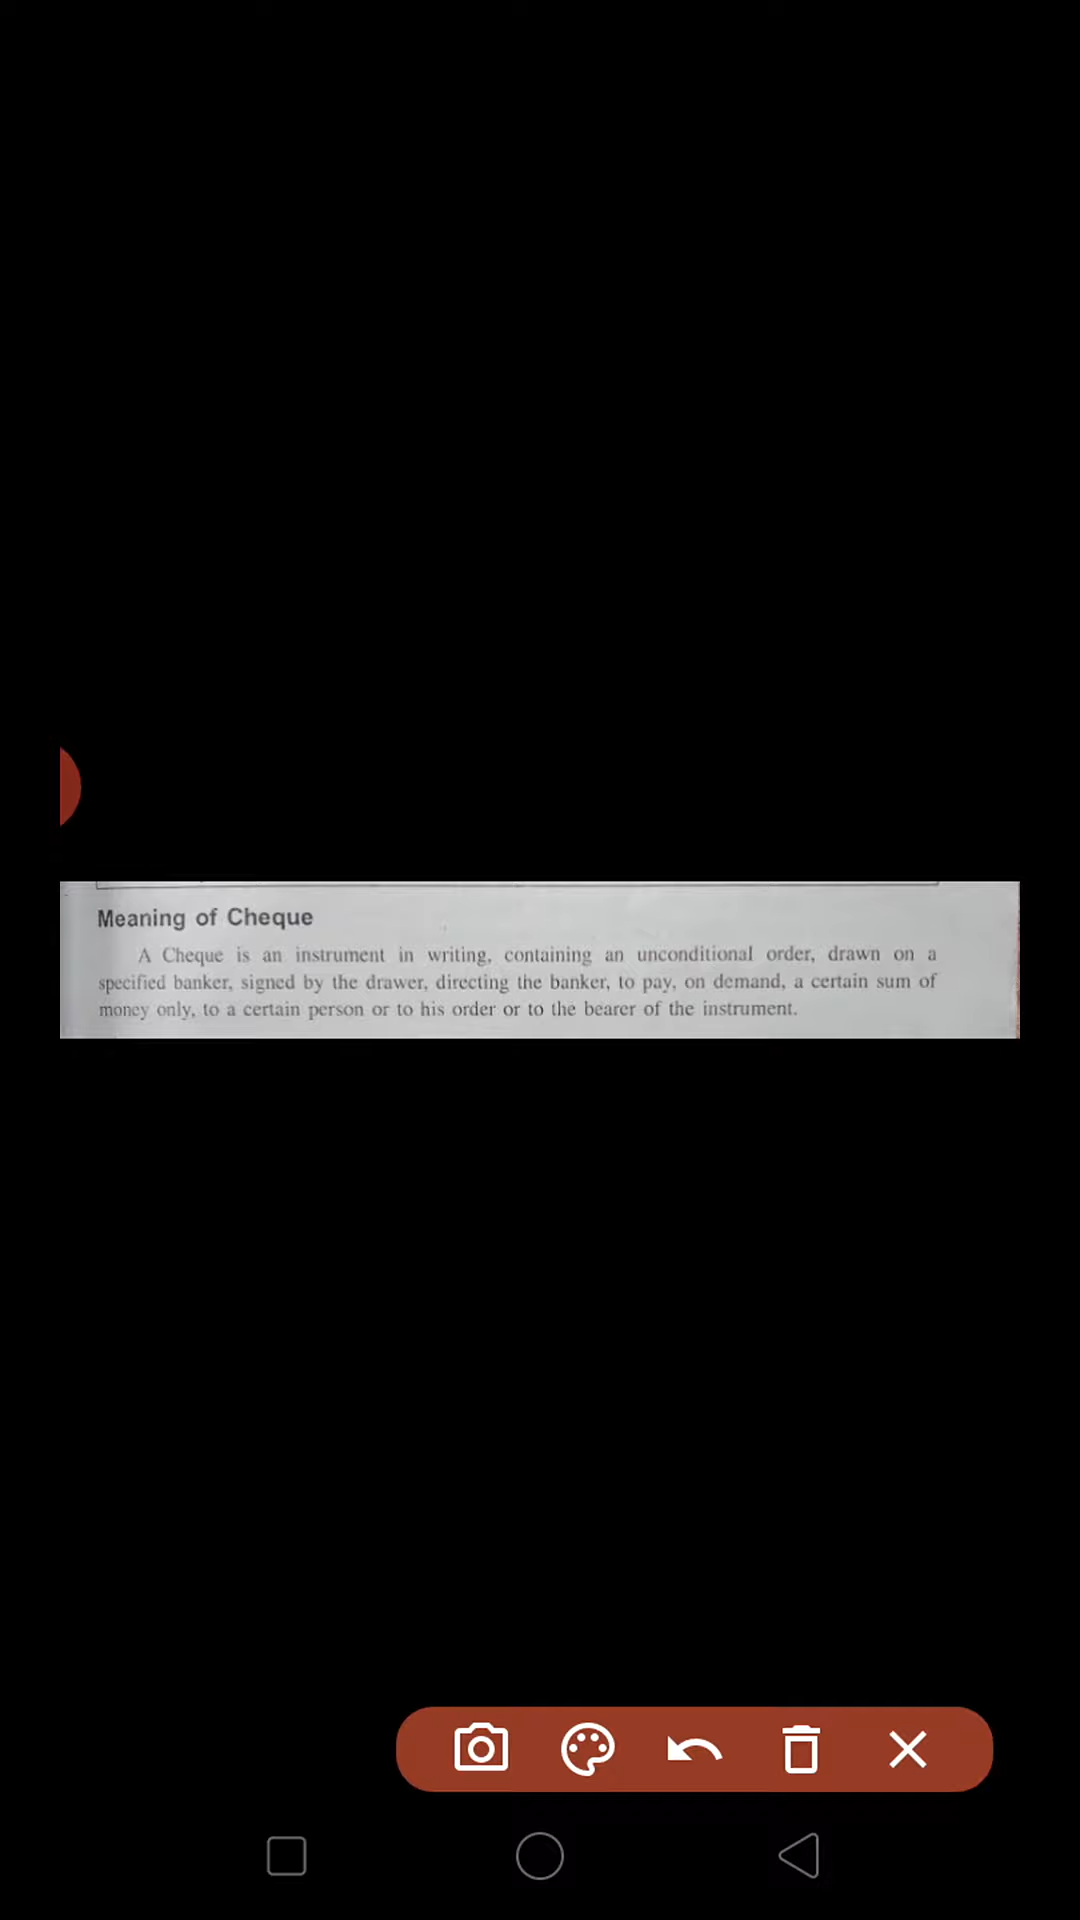 Meaning of Cheque
A Cheque is an instrument in writing, containing an unconditional order, drawn on a
specified banker, signed by the drawer, directing the banker, to pay, on demand, a certain sum of
money only, to a certain person or to his order or to the bearer of the instrument.